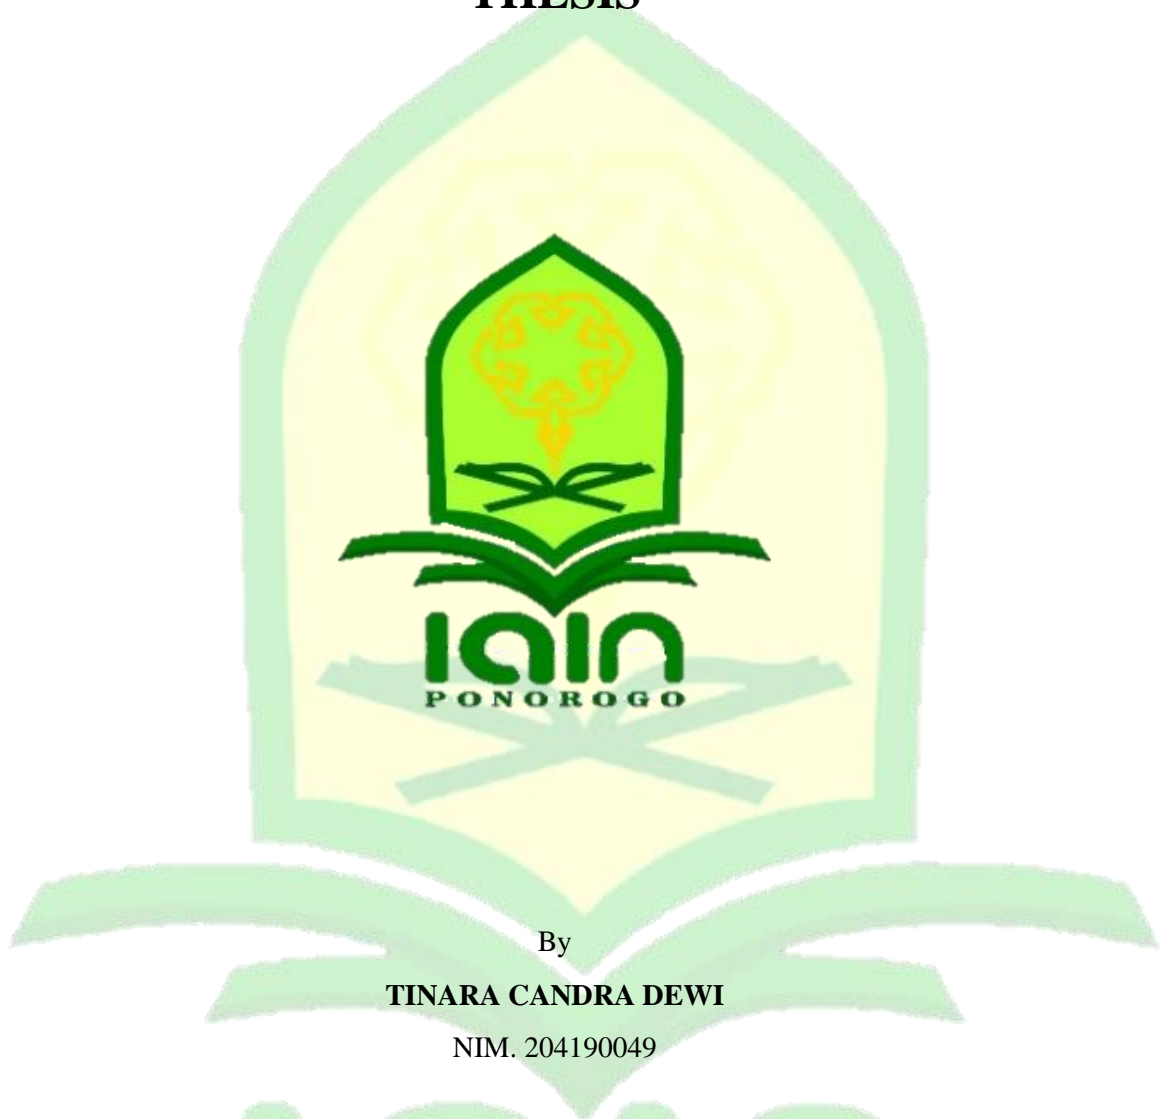 THESIS
IAIN
PONOROGO
By
TINARA CANDRA DEWI
NIM. 204190049